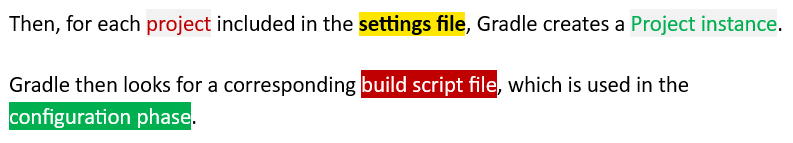 Then, for each project included in the settings file, Gradle creates a Project instance.
Gradle then looks for a corresponding build script file, which is used in the
configuration phase.